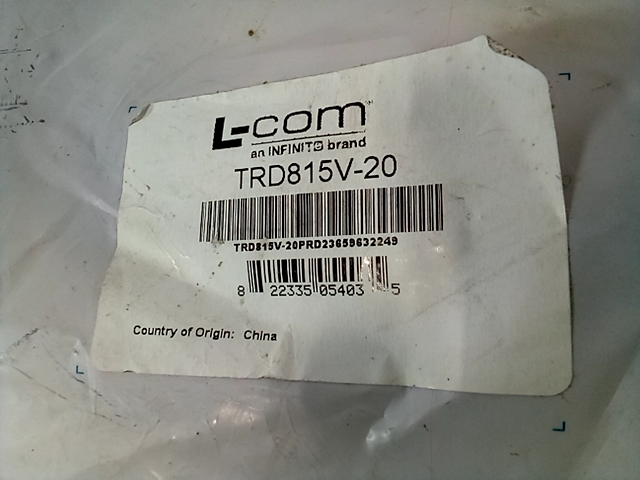 L-com
an INFINITE brand
TRD815V-20
TRD815V-20PRD23659632249
8 22335 05403 5
Country of Origin: China